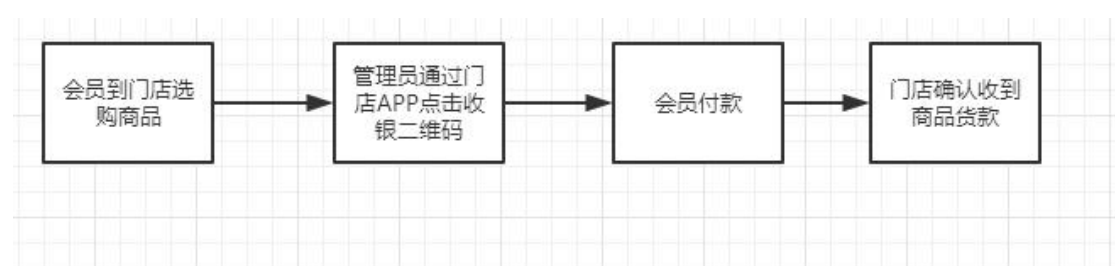 会员到门店选
购商品
管理员通过门
店APP点击收
银二维码
会员付款
门店确认收到
商品货款